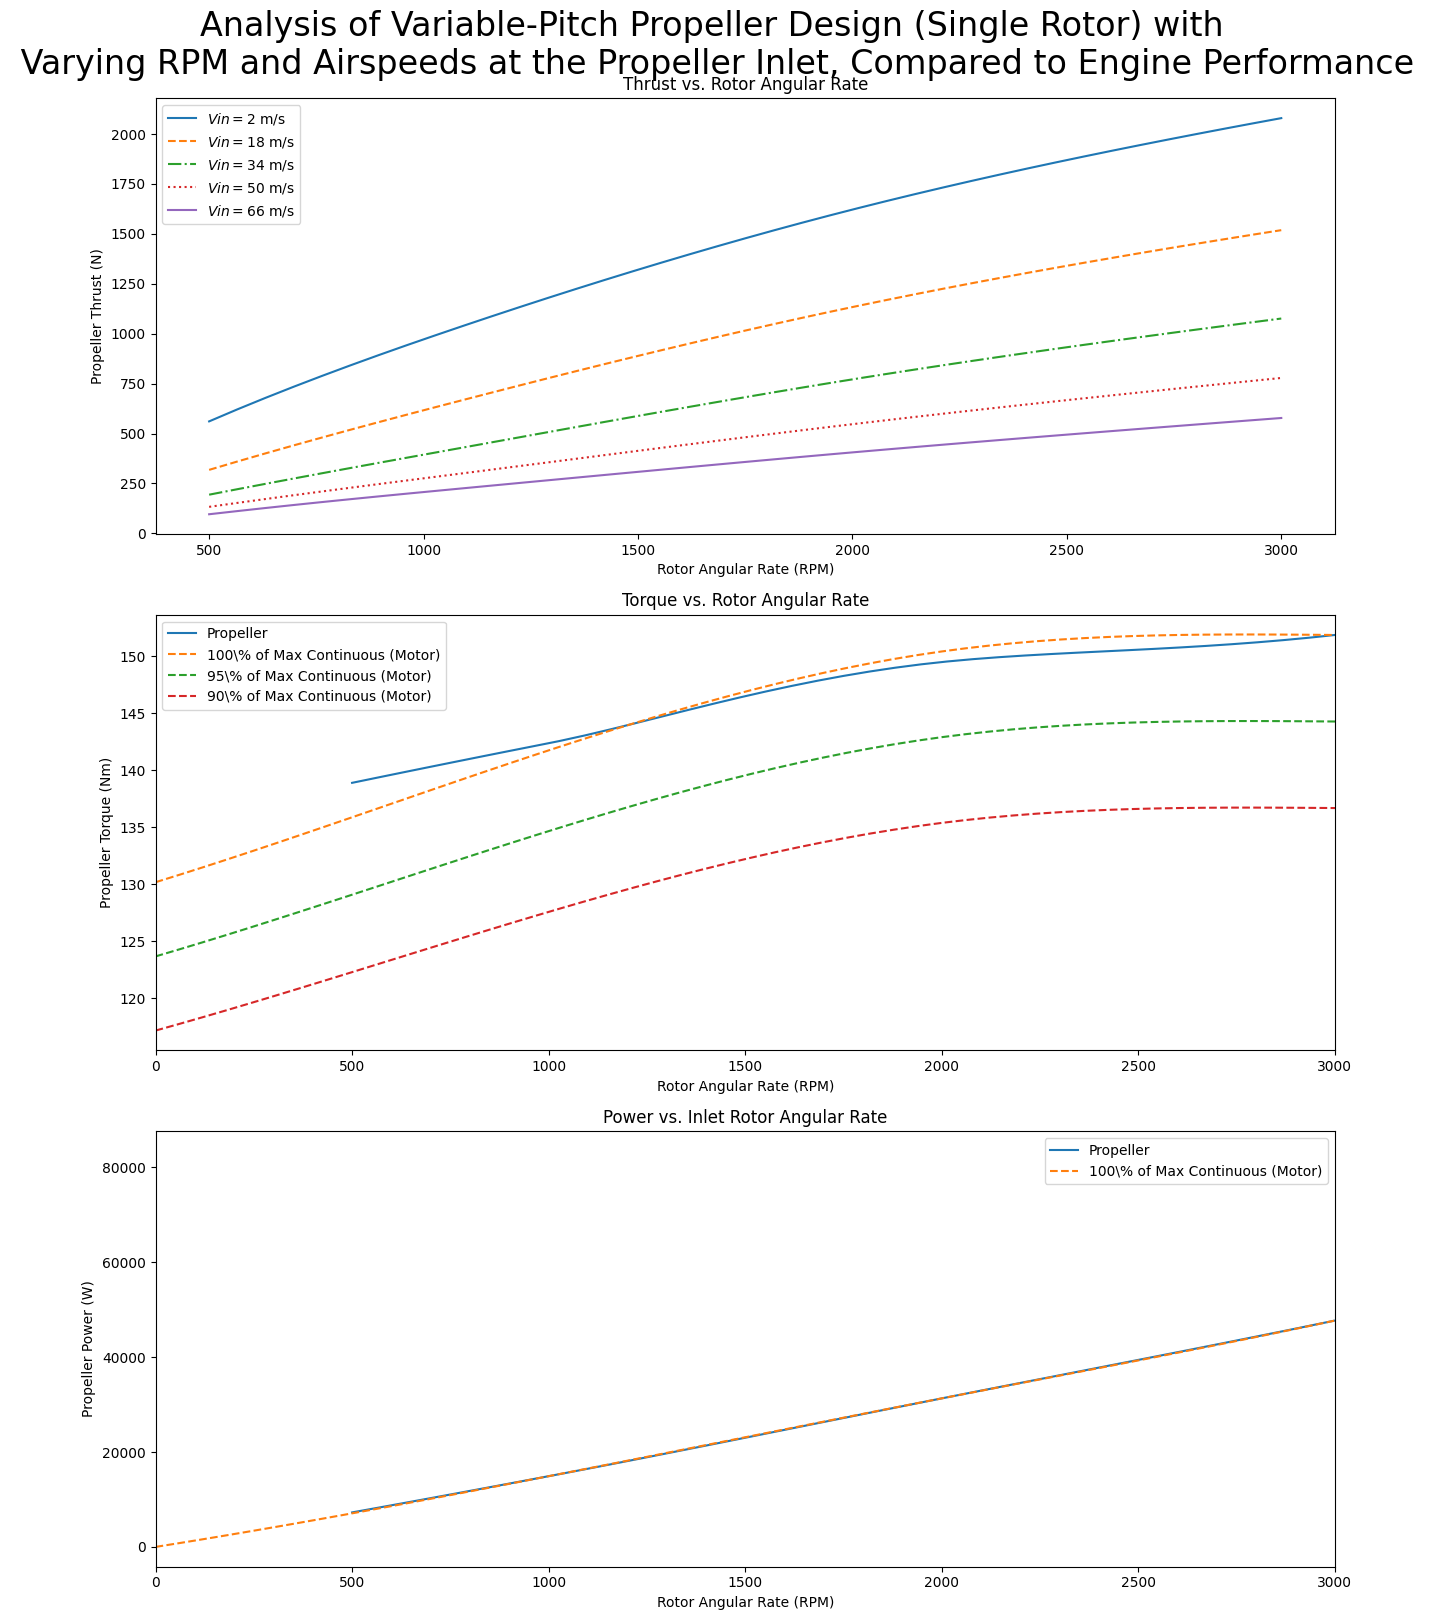 Analysis of Variable-Pitch Propeller Design (Single Rotor) with
Varying RPM and Airspeeds at the Propeller Inlet, Compared to Engine Performance
Thrust vs. Rotor Angular Rate
Vin = 2 m/s
Vin = 18 m/s
Vin = 34 m/s
Vin = 50 m/s
Vin = 66 m/s
Propeller Thrust (N)
2000
1750
1500
1250
1000
750
500
250
0
500 1000 1500 2000 2500 3000
Rotor Angular Rate (RPM)
Torque vs. Rotor Angular Rate
Propeller
100\% of Max Continuous (Motor)
95\% of Max Continuous (Motor)
90\% of Max Continuous (Motor)
Propeller Torque (Nm)
150
145
140
135
130
125
120
0 500 1000 1500 2000 2500 3000
Rotor Angular Rate (RPM)
Power vs. Inlet Rotor Angular Rate
Propeller
100\% of Max Continuous (Motor)
Propeller Power (W)
80000
60000
40000
20000
0
0 500 1000 1500 2000 2500 3000
Rotor Angular Rate (RPM)